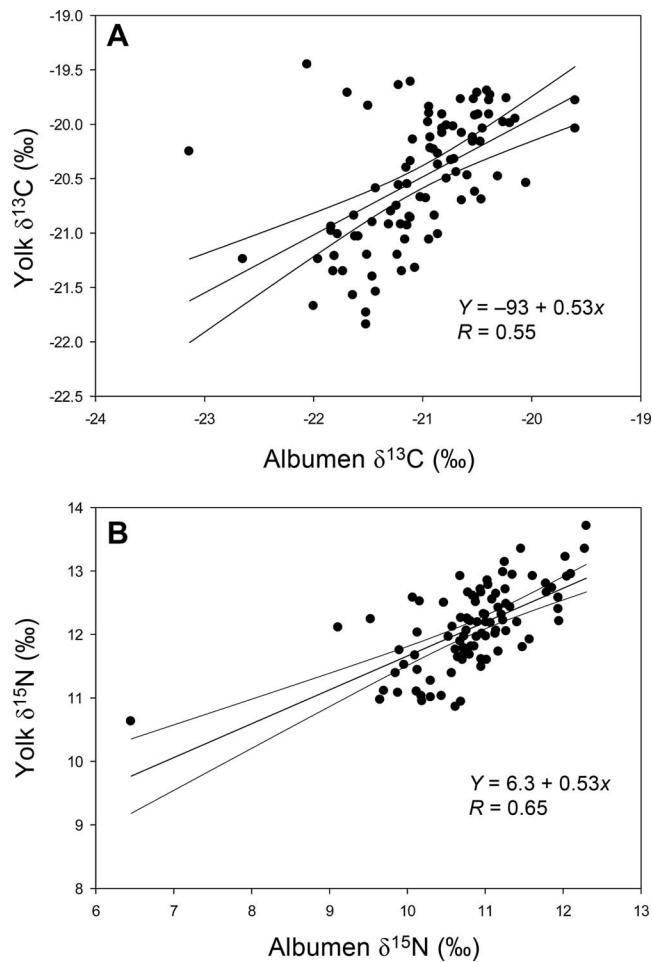 A
-19.0
-19.5
-20.0
-20.5
-21.0
-21.5
-22.0
-22.5
Yolk δ¹³C (‰)
Y = –93 + 0.53x
R = 0.55
-24 -23 -22 -21 -20 -19
Albumen δ¹³C (‰)
B
14
13
12
11
10
9
8
Yolk δ¹⁵N (‰)
Y = 6.3 + 0.53x
R = 0.65
6 7 8 9 10 11 12 13
Albumen δ¹⁵N (‰)